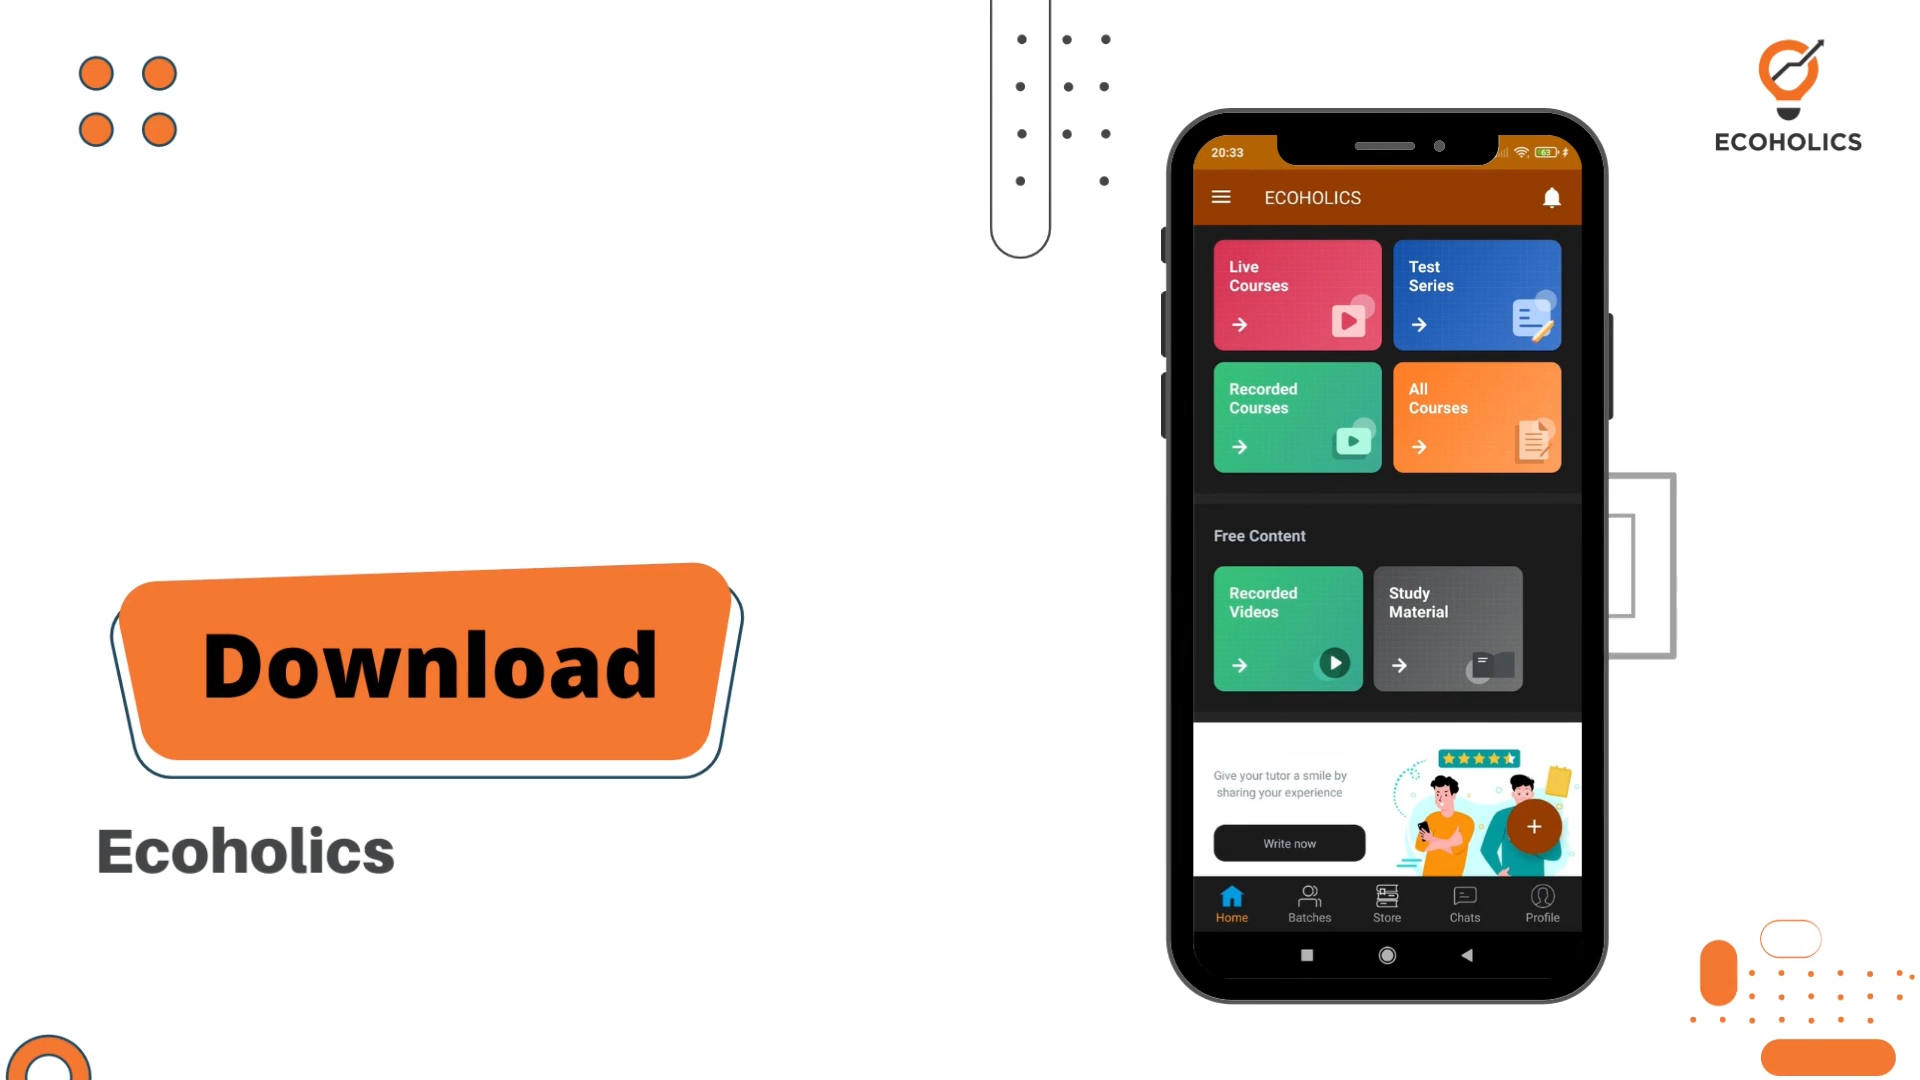 ECOHOLICS
20:33
63
ECOHOLICS
Live
Courses
Test
Series
Recorded
Courses
All
Courses
Free Content
Recorded
Videos
Study
Material
Download
Give your tutor a smile by
sharing your experience
Write now
Ecoholics
Home
Batches
Store
Chats
Profile